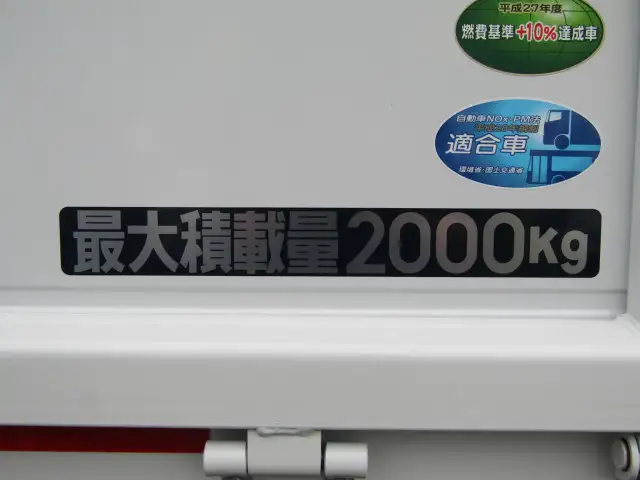 平成27年度
燃費基準+10%達成車
自動車NOx・PM法
適合車
環境省・国土交通省
最大積載量2000Kg